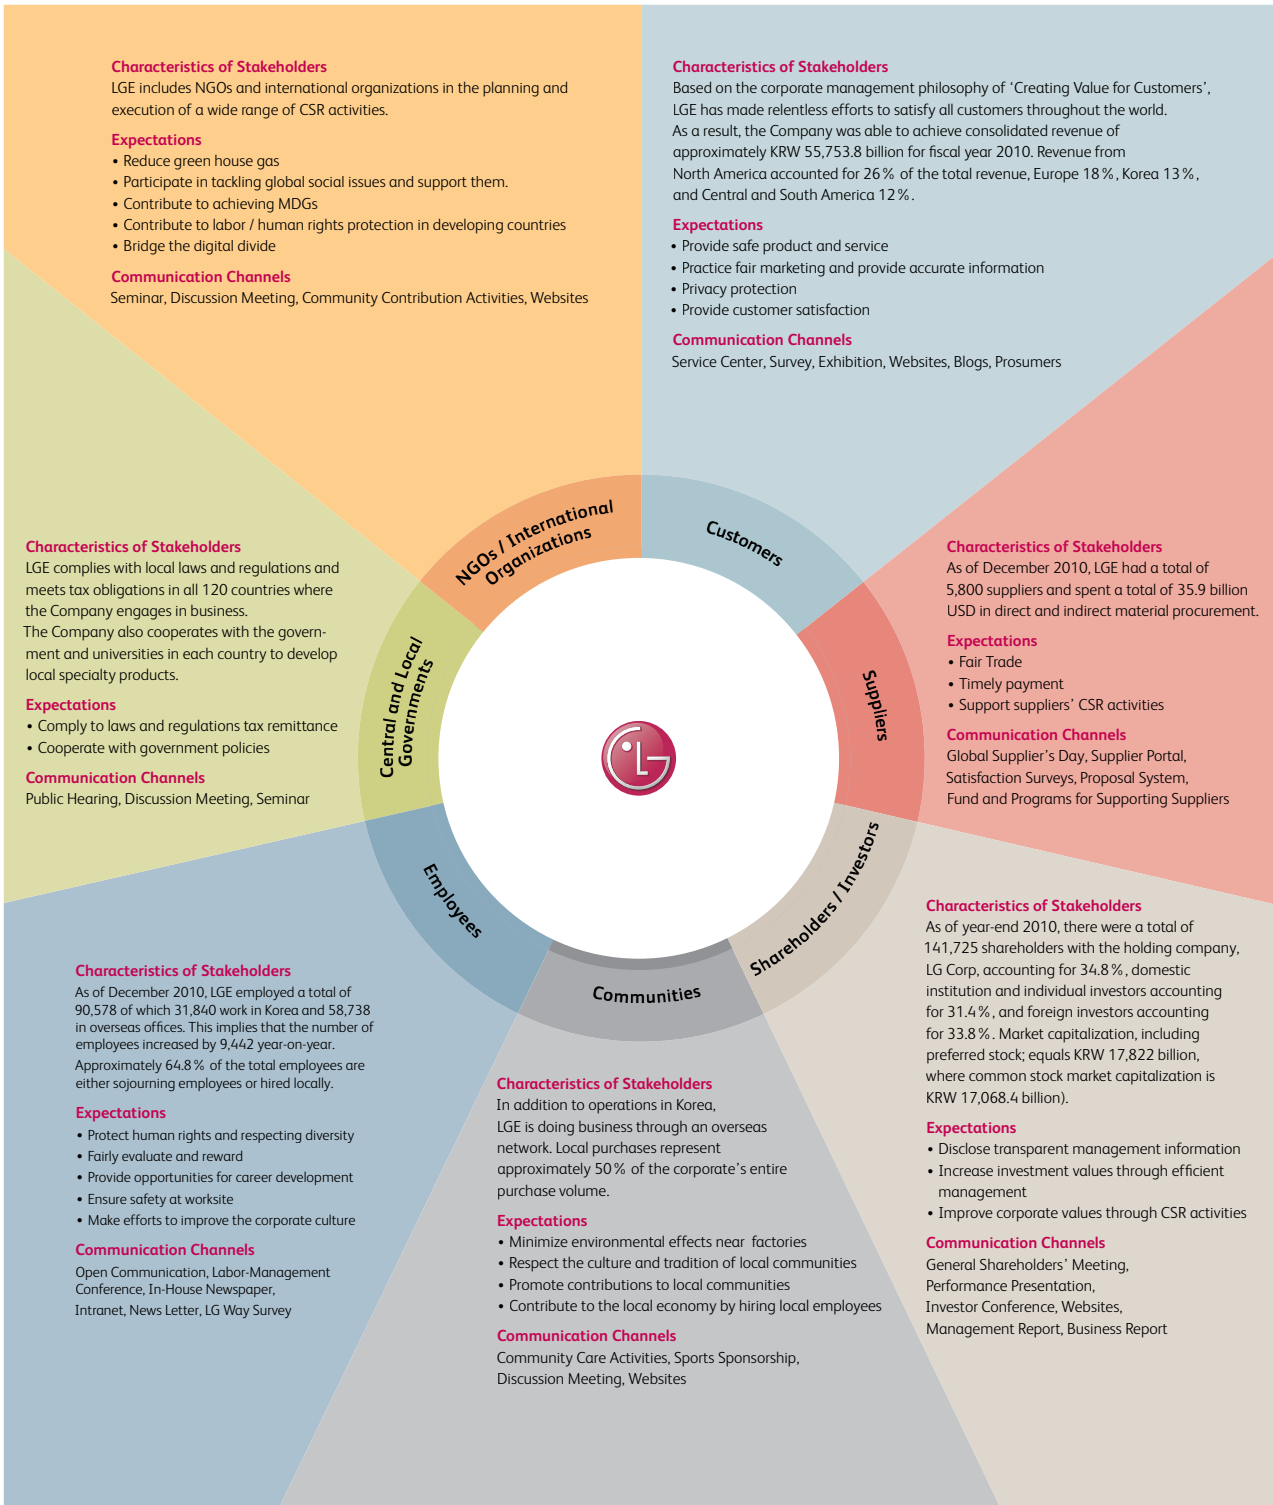 Characteristics of Stakeholders
LGE includes NGOs and international organizations in the planning and
execution of a wide range of CSR activities.
Expectations
• Reduce green house gas
• Participate in tackling global social issues and support them.
• Contribute to achieving MDGs
• Contribute to labor / human rights protection in developing countries
• Bridge the digital divide
Communication Channels
Seminar, Discussion Meeting, Community Contribution Activities, Websites
Characteristics of Stakeholders
Based on the corporate management philosophy of ‘Creating Value for Customers’,
LGE has made relentless efforts to satisfy all customers throughout the world.
As a result, the Company was able to achieve consolidated revenue of
approximately KRW 55,753.8 billion for fiscal year 2010. Revenue from
North America accounted for 26% of the total revenue, Europe 18%, Korea 13%,
and Central and South America 12%.
Expectations
• Provide safe product and service
• Practice fair marketing and provide accurate information
• Privacy protection
• Provide customer satisfaction
Communication Channels
Service Center, Survey, Exhibition, Websites, Blogs, Prosumers
NGOs / International
Organizations
Customers
Characteristics of Stakeholders
LGE complies with local laws and regulations and
meets tax obligations in all 120 countries where
the Company engages in business.
The Company also cooperates with the govern-
ment and universities in each country to develop
local specialty products.
Expectations
• Comply to laws and regulations tax remittance
• Cooperate with government policies
Communication Channels
Public Hearing, Discussion Meeting, Seminar
Central and Local
Governments
LG
Suppliers
Characteristics of Stakeholders
As of December 2010, LGE had a total of
5,800 suppliers and spent a total of 35.9 billion
USD in direct and indirect material procurement.
Expectations
• Fair Trade
• Timely payment
• Support suppliers’ CSR activities
Communication Channels
Global Supplier’s Day, Supplier Portal,
Satisfaction Surveys, Proposal System,
Fund and Programs for Supporting Suppliers
Employees
Communities
Shareholders / Investors
Characteristics of Stakeholders
As of December 2010, LGE employed a total of
90,578 of which 31,840 work in Korea and 58,738
in overseas offices. This implies that the number of
employees increased by 9,442 year-on-year.
Approximately 64.8% of the total employees are
either sojourning employees or hired locally.
Expectations
• Protect human rights and respecting diversity
• Fairly evaluate and reward
• Provide opportunities for career development
• Ensure safety at worksite
• Make efforts to improve the corporate culture
Communication Channels
Open Communication, Labor-Management
Conference, In-House Newspaper,
Intranet, News Letter, LG Way Survey
Characteristics of Stakeholders
In addition to operations in Korea,
LGE is doing business through an overseas
network. Local purchases represent
approximately 50% of the corporate’s entire
purchase volume.
Expectations
• Minimize environmental effects near factories
• Respect the culture and tradition of local communities
• Promote contributions to local communities
• Contribute to the local economy by hiring local employees
Communication Channels
Community Care Activities, Sports Sponsorship,
Discussion Meeting, Websites
Characteristics of Stakeholders
As of year-end 2010, there were a total of
141,725 shareholders with the holding company,
LG Corp, accounting for 34.8%, domestic
institution and individual investors accounting
for 31.4%, and foreign investors accounting
for 33.8%. Market capitalization, including
preferred stock; equals KRW 17,822 billion,
where common stock market capitalization is
KRW 17,068.4 billion).
Expectations
• Disclose transparent management information
• Increase investment values through efficient
management
• Improve corporate values through CSR activities
Communication Channels
General Shareholders’ Meeting,
Performance Presentation,
Investor Conference, Websites,
Management Report, Business Report